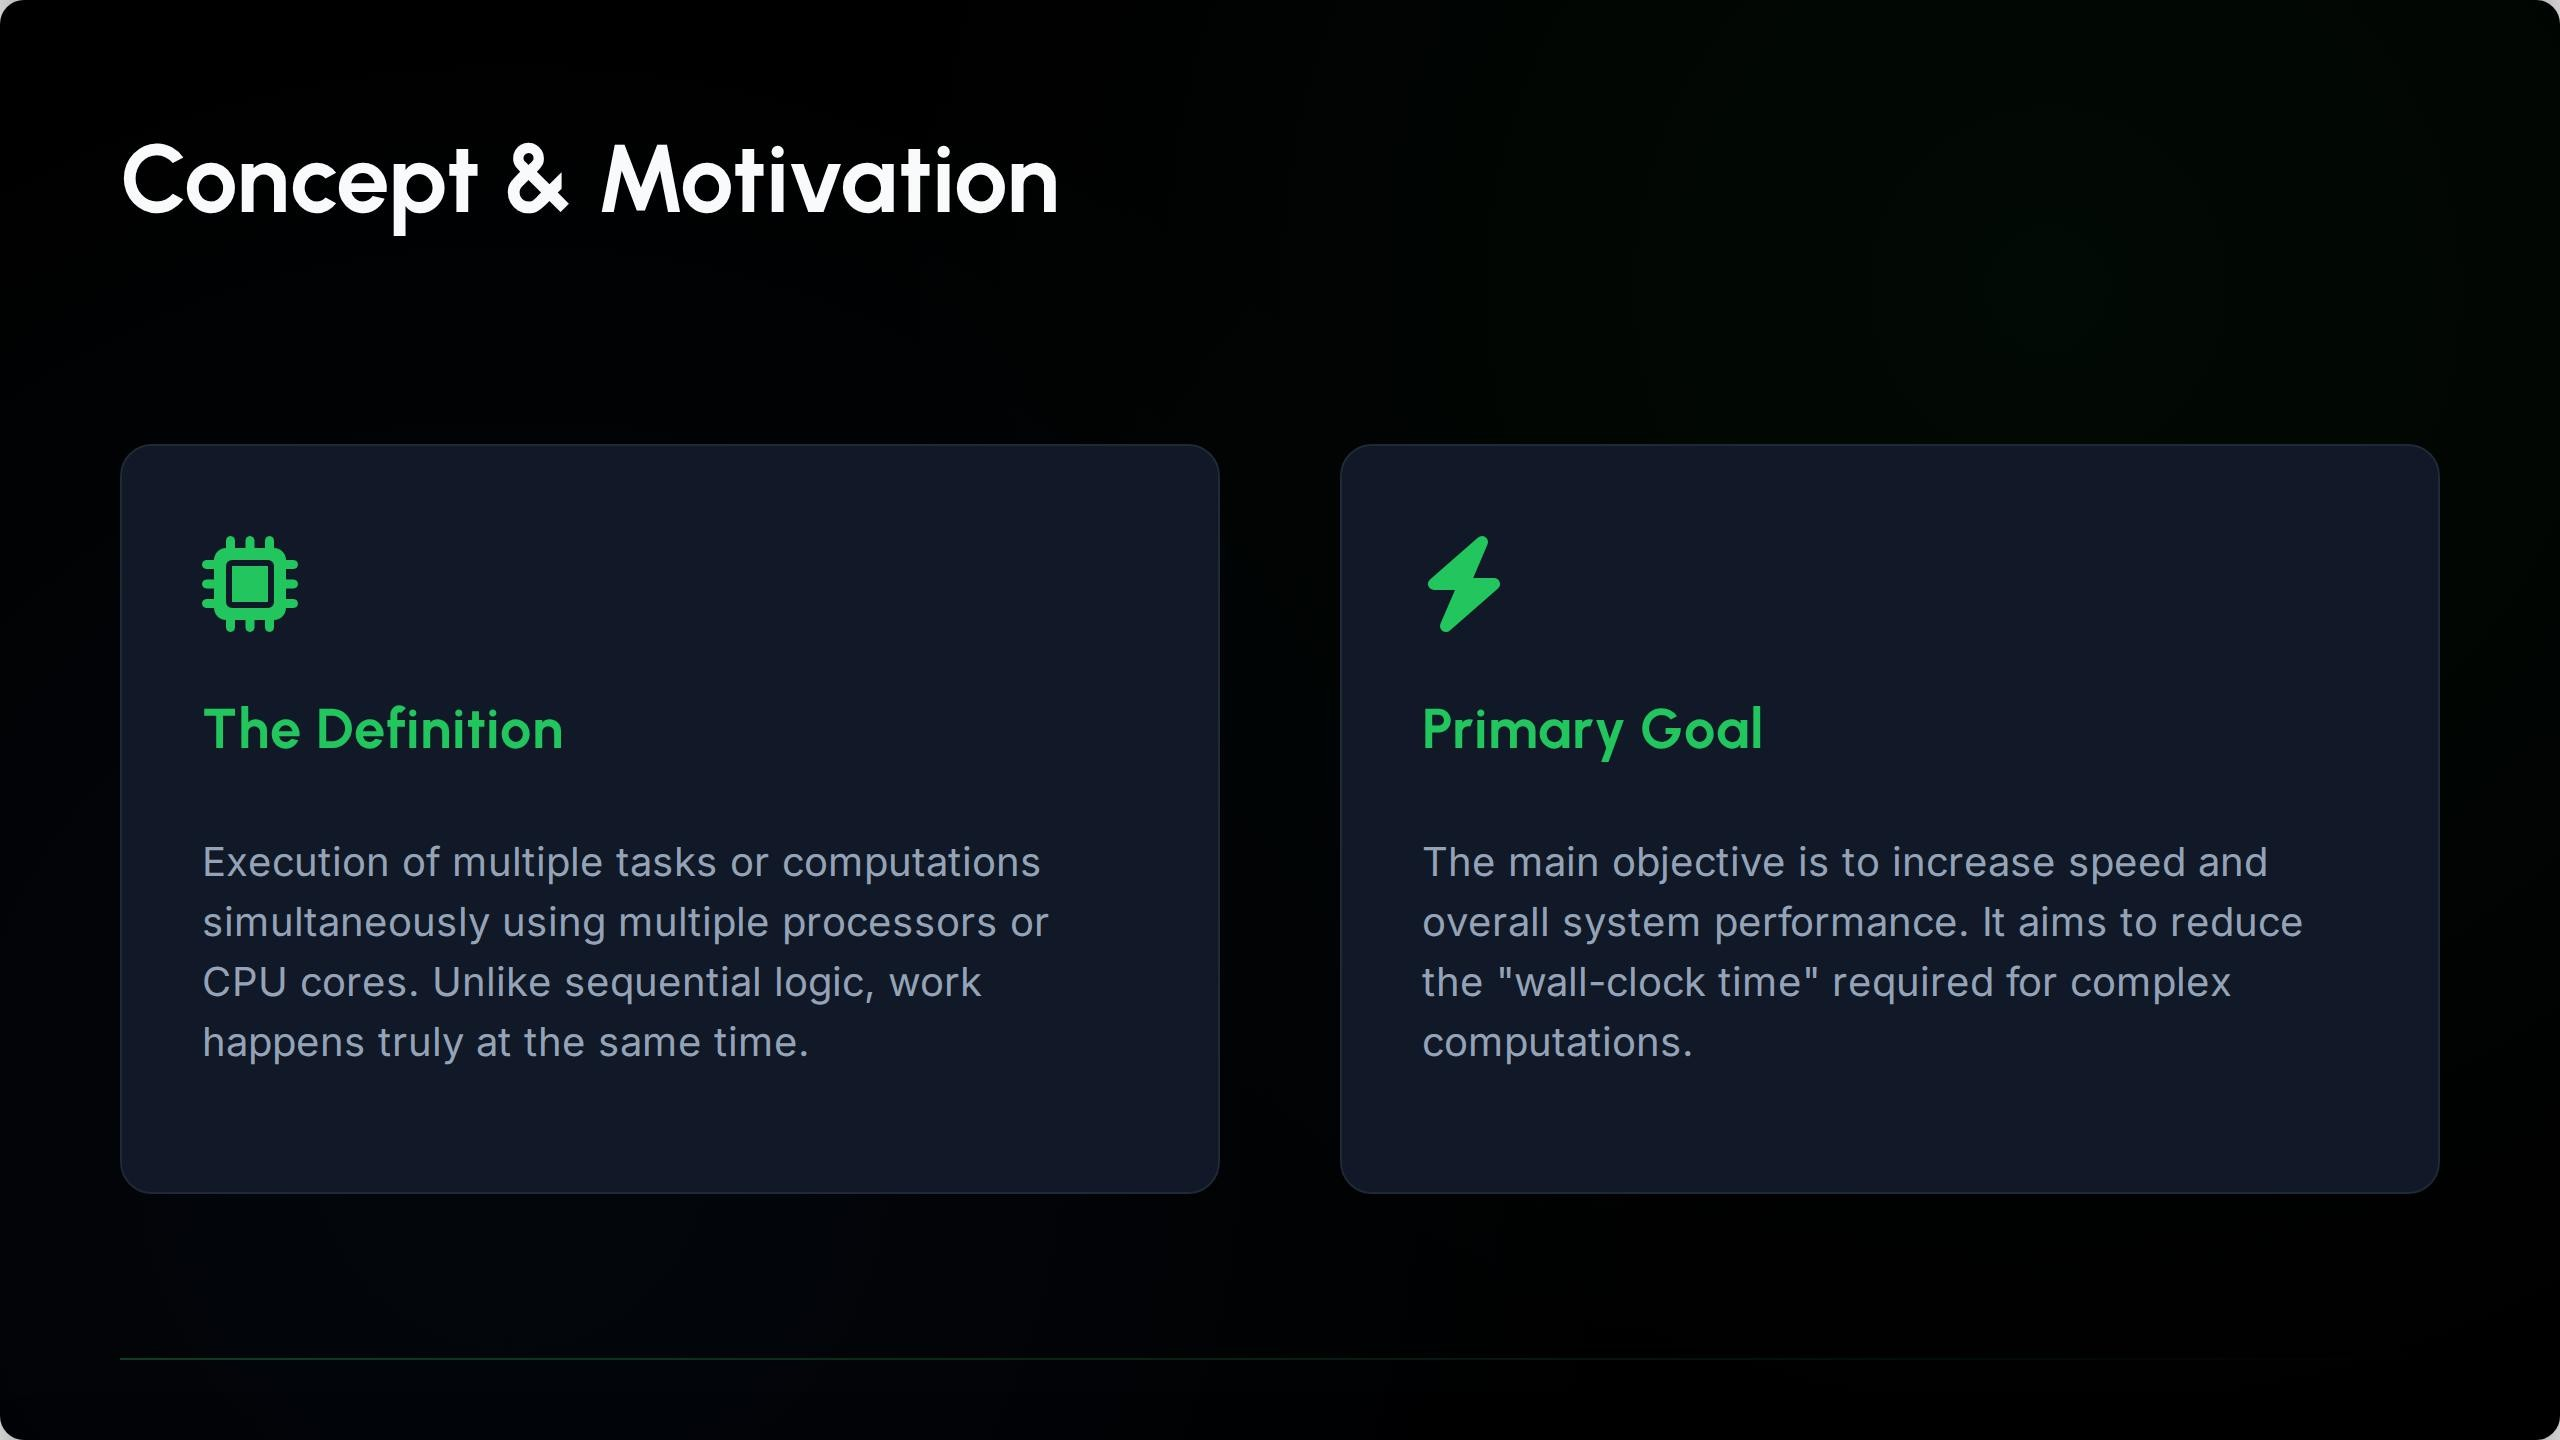 Concept & Motivation
The Definition
Execution of multiple tasks or computations
simultaneously using multiple processors or
CPU cores. Unlike sequential logic, work
happens truly at the same time.
Primary Goal
The main objective is to increase speed and
overall system performance. It aims to reduce
the "wall-clock time" required for complex
computations.